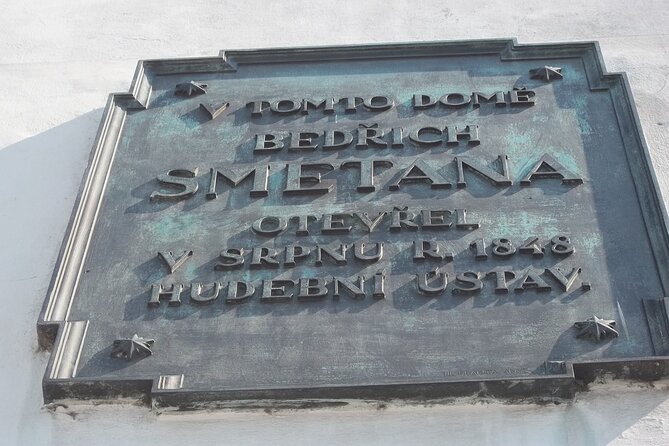 V TOMTO DOMĚ
BEDŘICH
SMETANA
OTEVŘEL
V SRPNU R. 1848
HUDEBNÍ ÚSTAV.